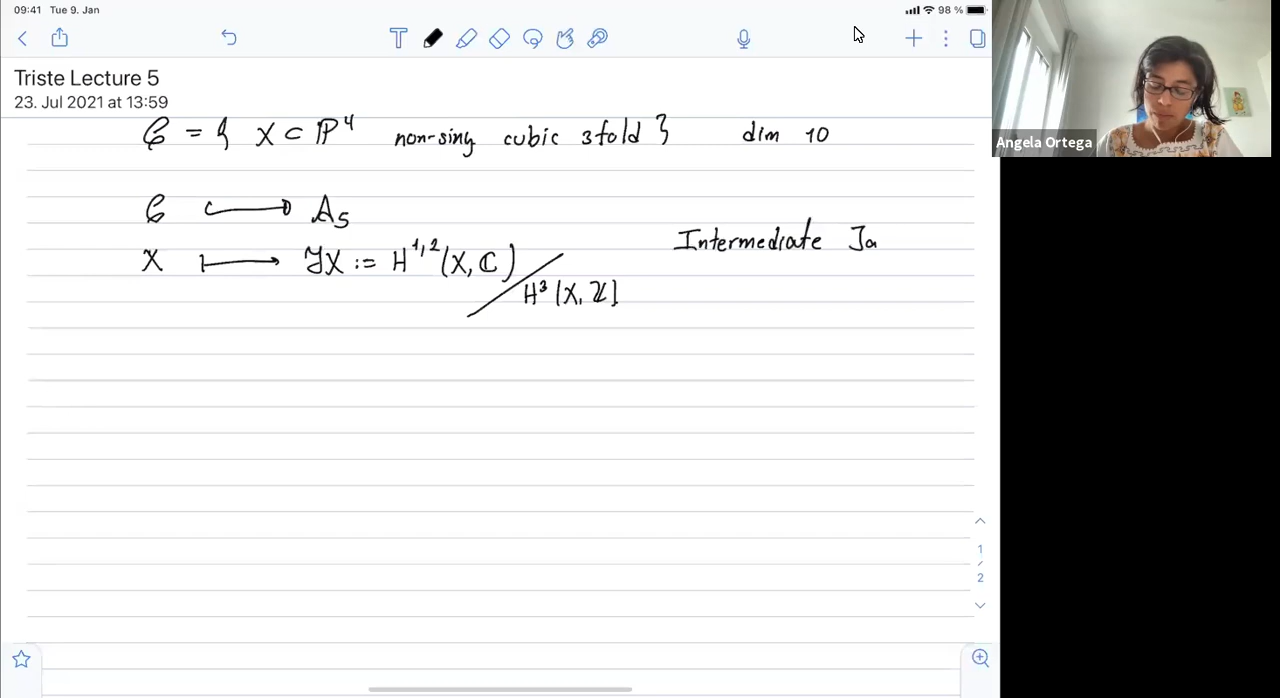 09:41 Tue 9. Jan 98 %
Triste Lecture 5
23. Jul 2021 at 13:59
𝒞 = { X ⊂ ℙ⁴ non-sing cubic 3fold } dim 10
𝒞 ↪ A₅
X ⟼ JX := H¹,²(X, ℂ) / H³(X, ℤ)
Intermediate Ja
Angela Ortega
1
/
2